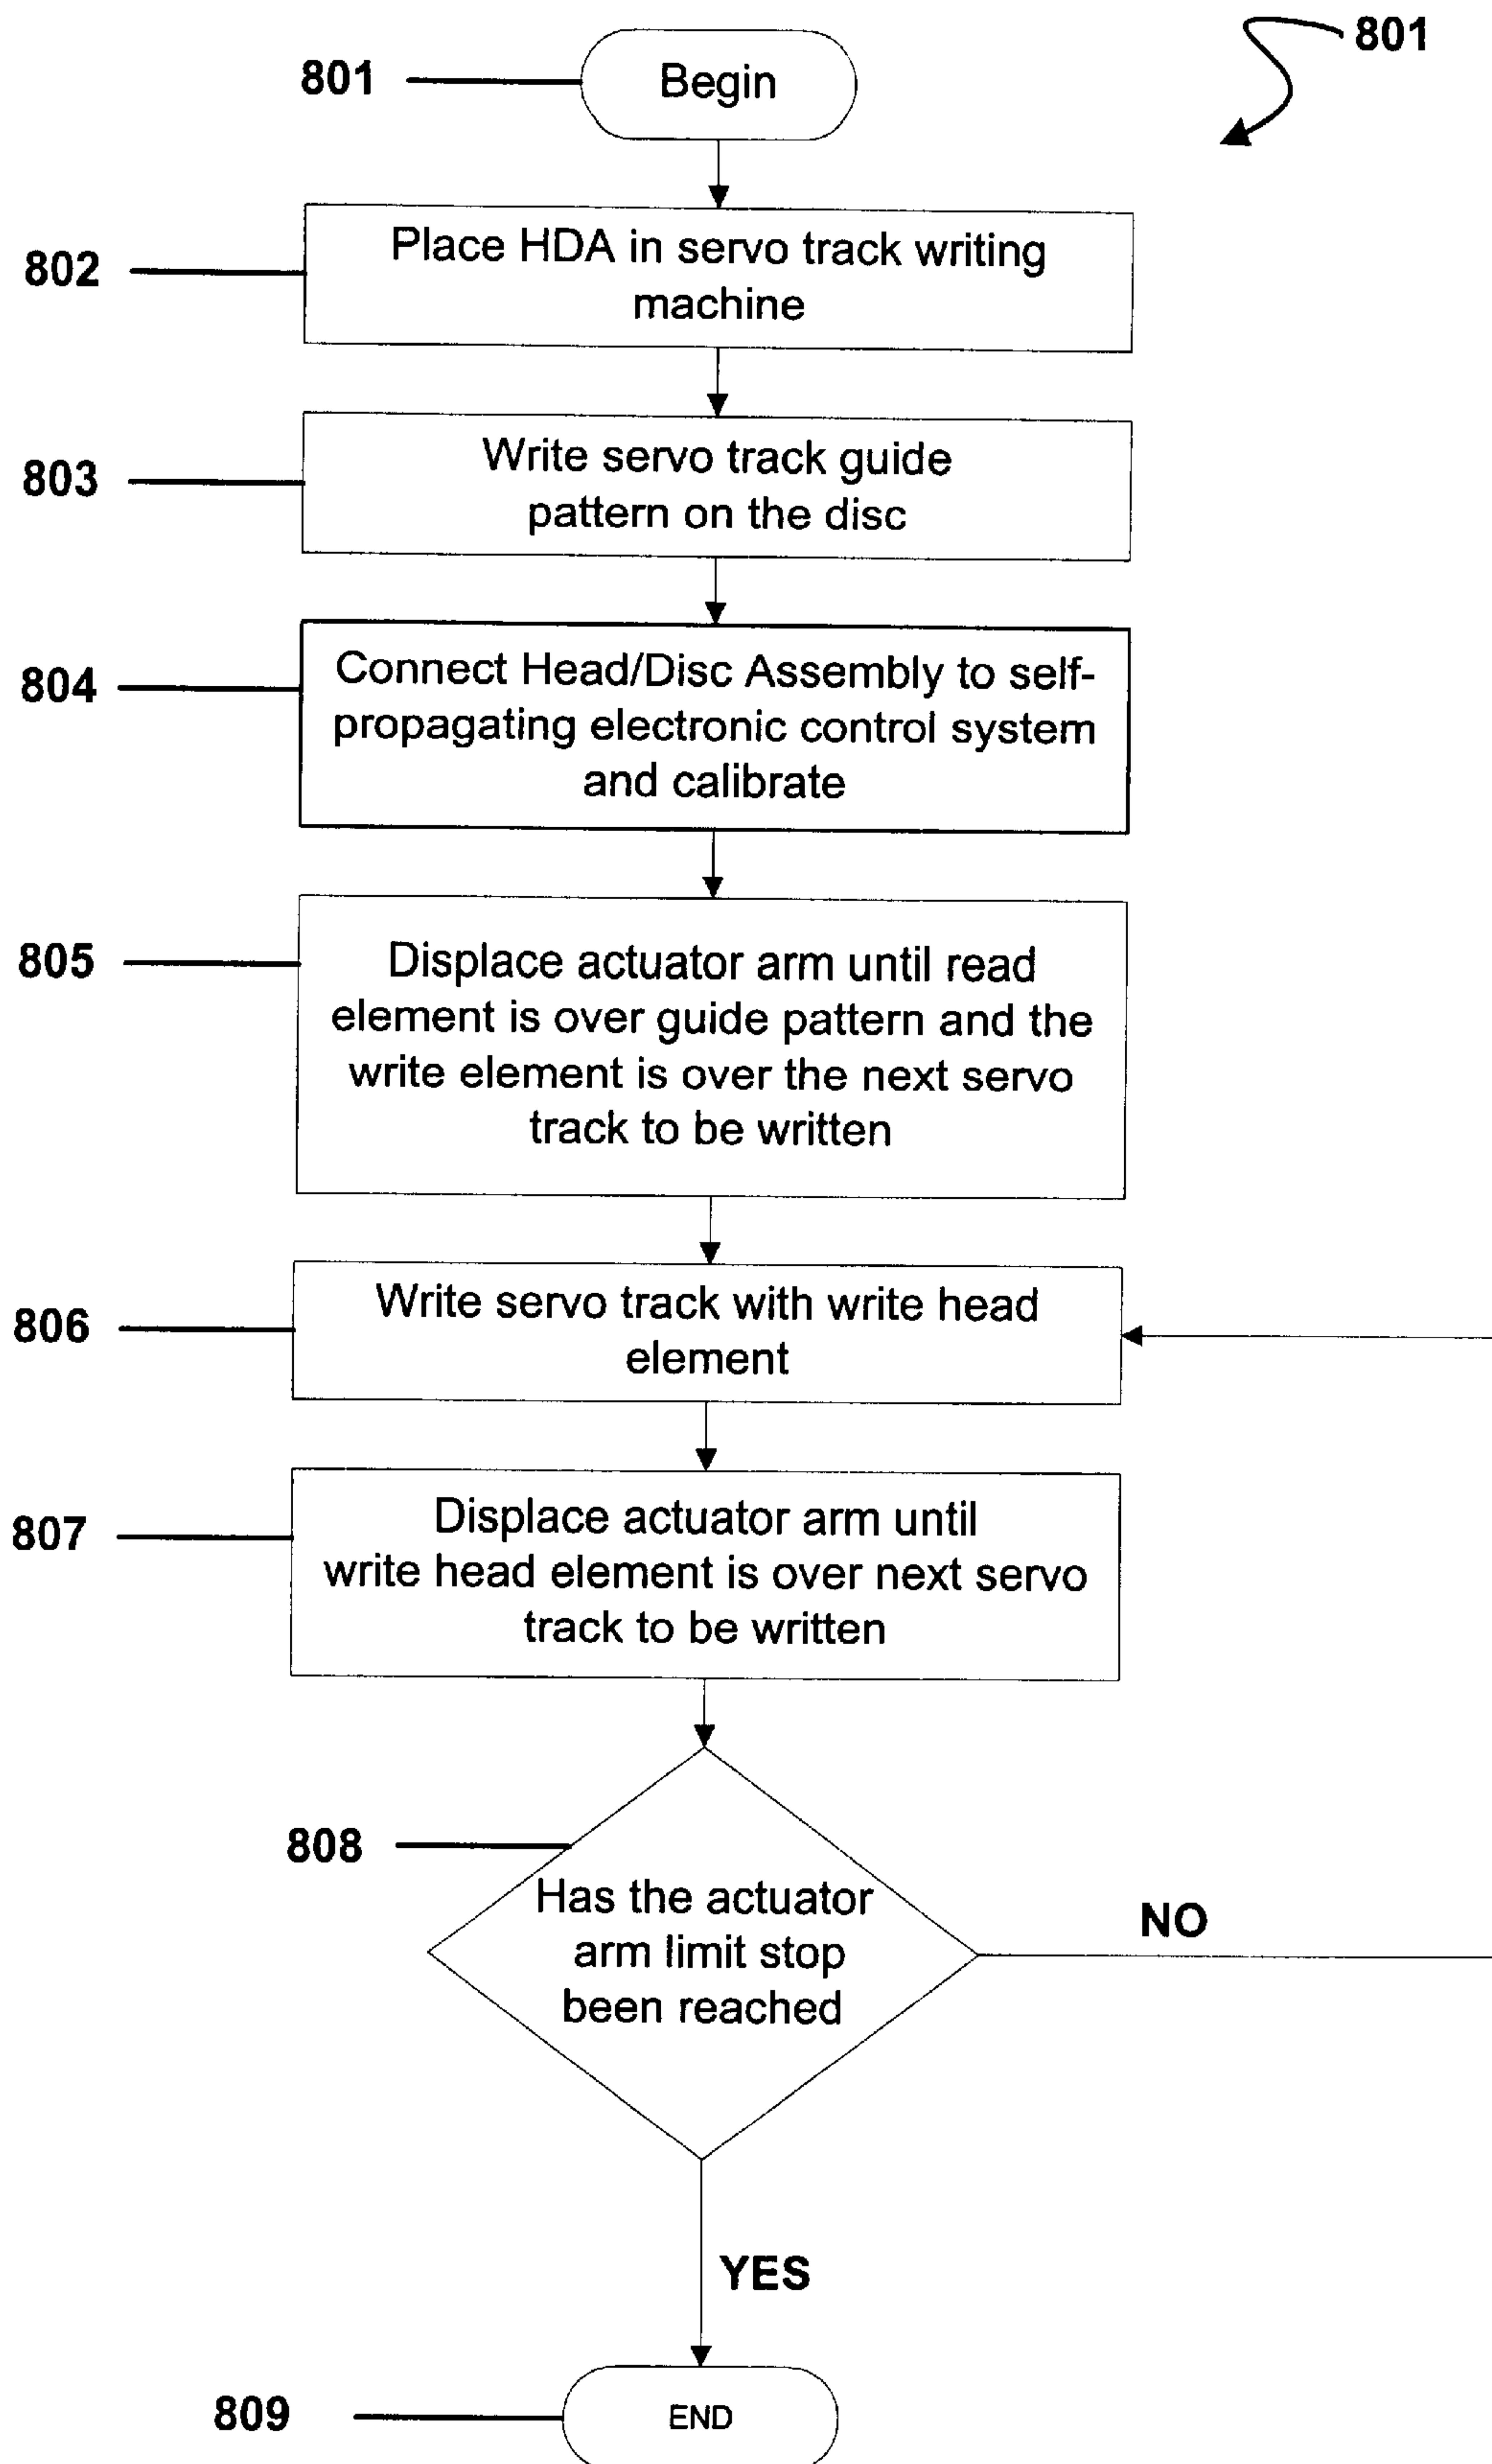 801
801
Begin
802
Place HDA in servo track writing
machine
803
Write servo track guide
pattern on the disc
804
Connect Head/Disc Assembly to self-
propagating electronic control system
and calibrate
805
Displace actuator arm until read
element is over guide pattern and the
write element is over the next servo
track to be written
806
Write servo track with write head
element
807
Displace actuator arm until
write head element is over next servo
track to be written
808
Has the actuator
arm limit stop
been reached
NO
YES
809
END